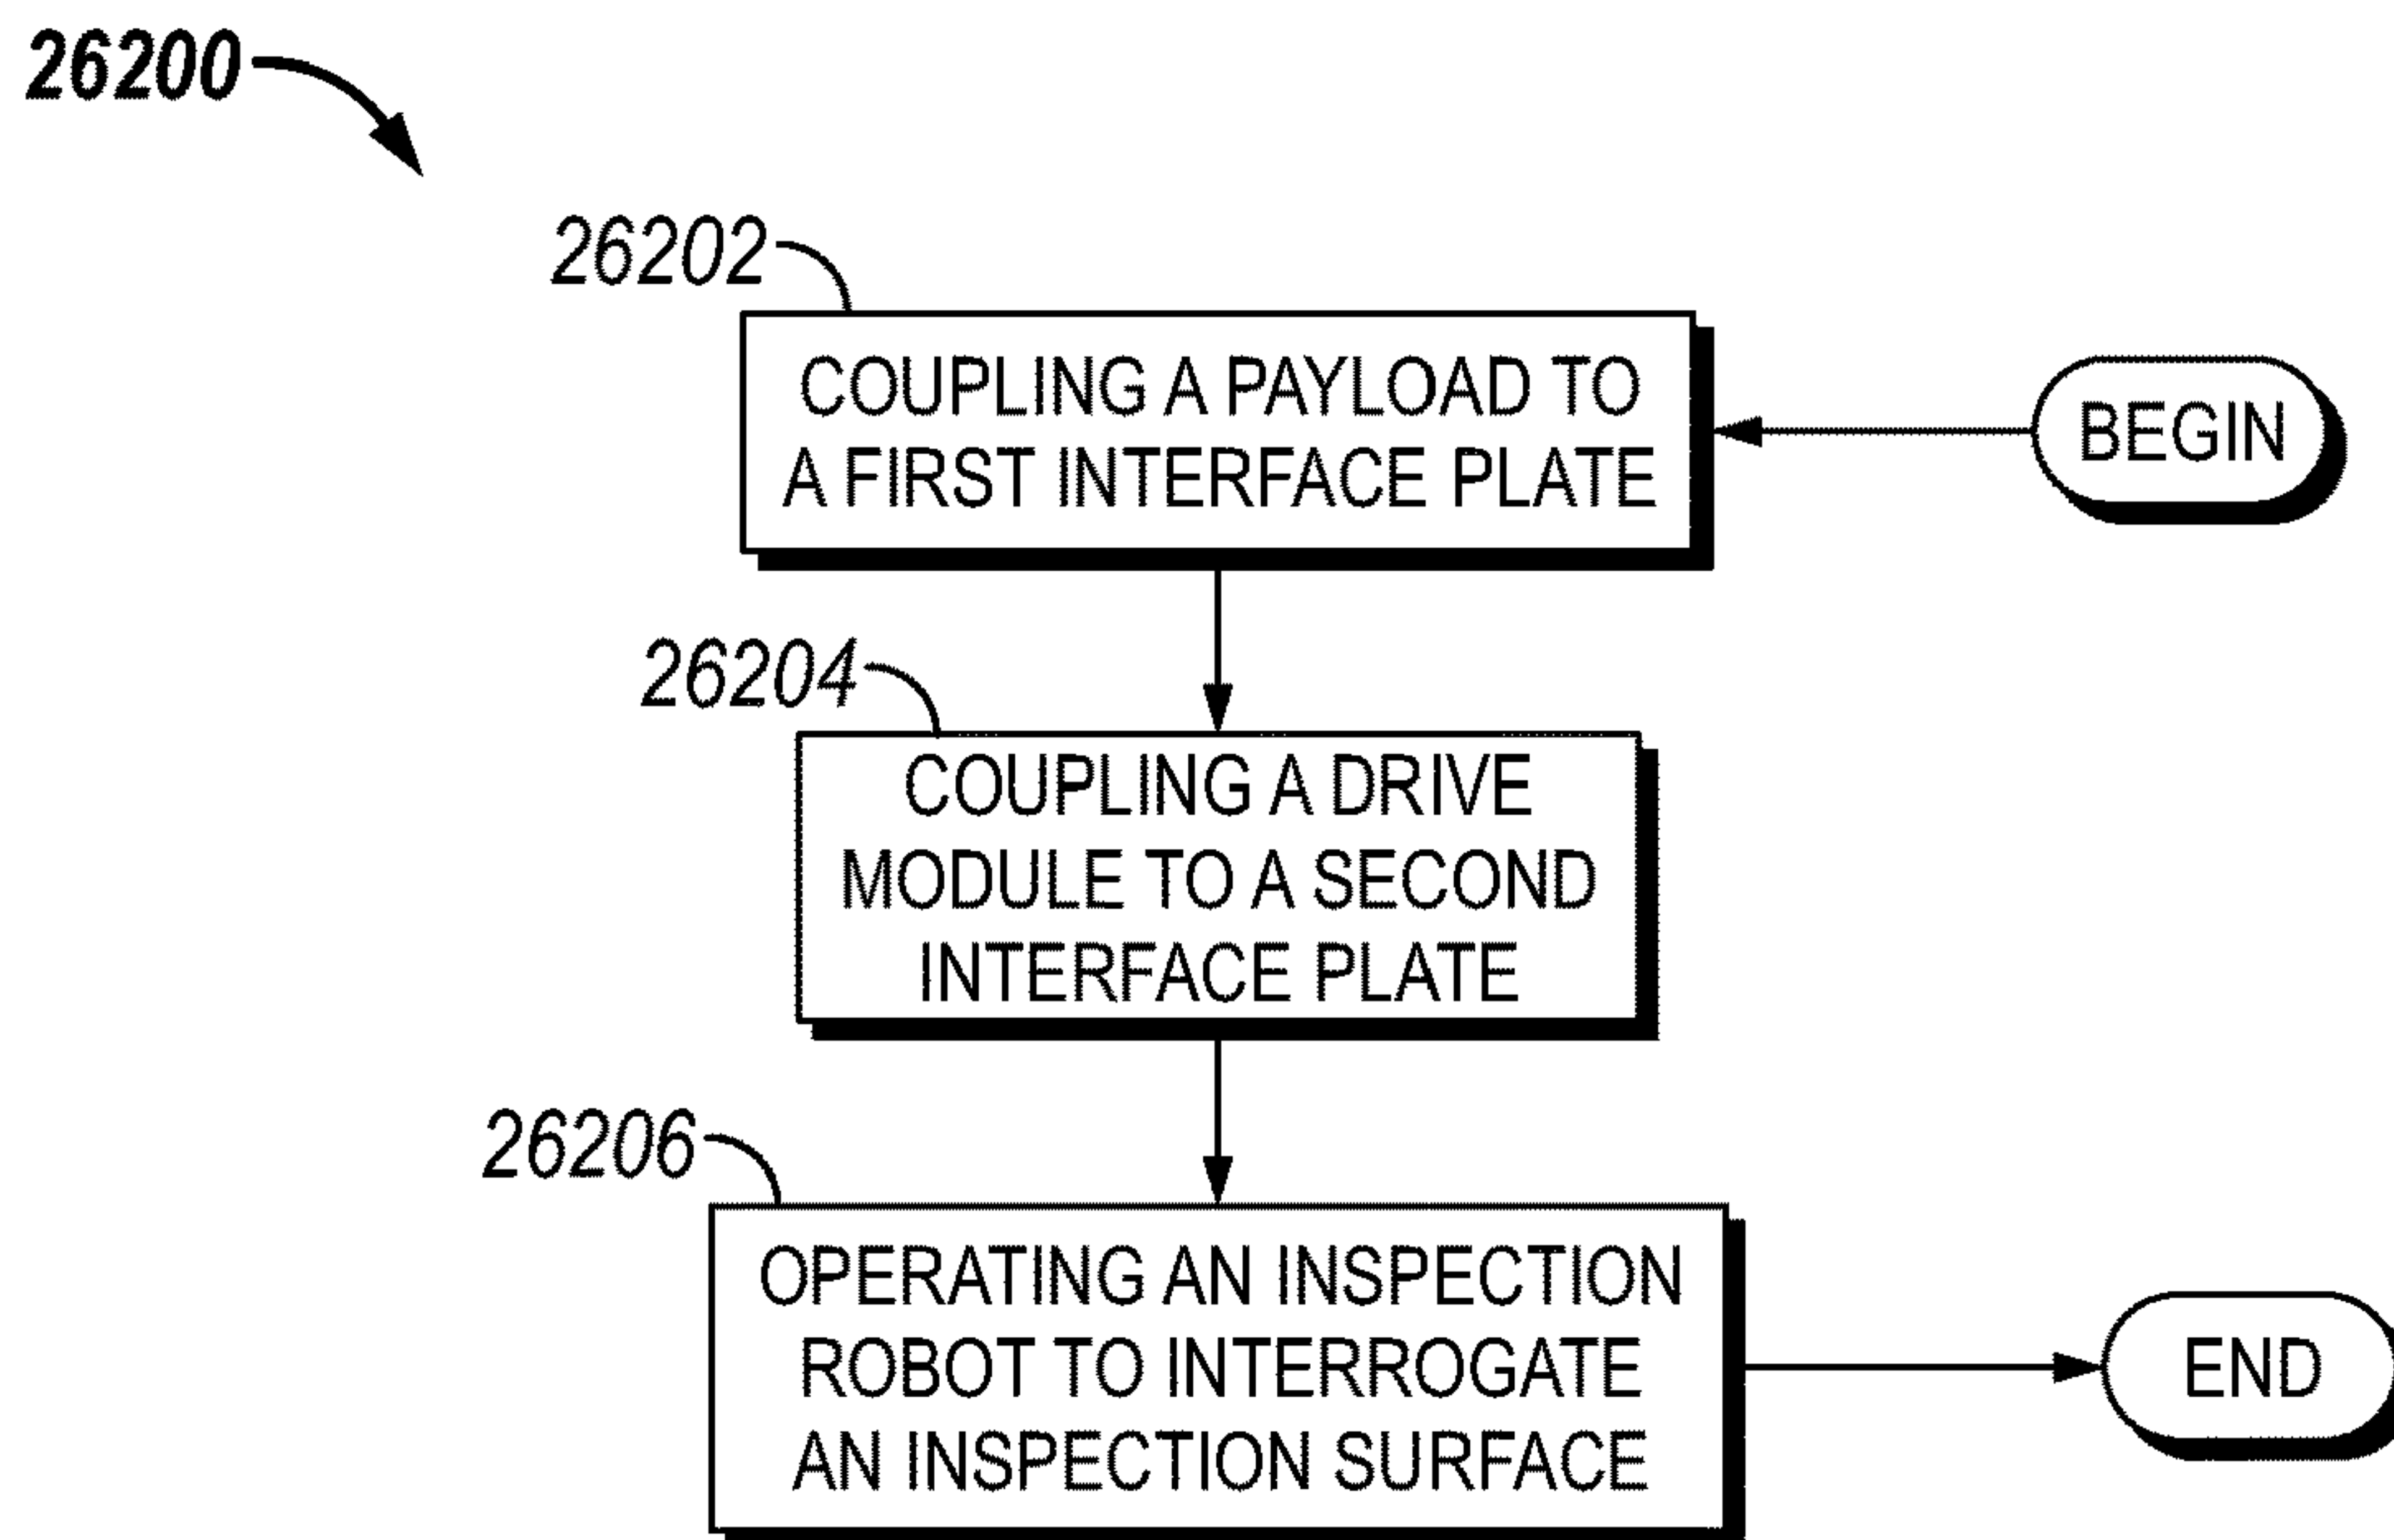 26200
26202
COUPLING A PAYLOAD TO
A FIRST INTERFACE PLATE
BEGIN
26204
COUPLING A DRIVE
MODULE TO A SECOND
INTERFACE PLATE
26206
OPERATING AN INSPECTION
ROBOT TO INTERROGATE
AN INSPECTION SURFACE
END